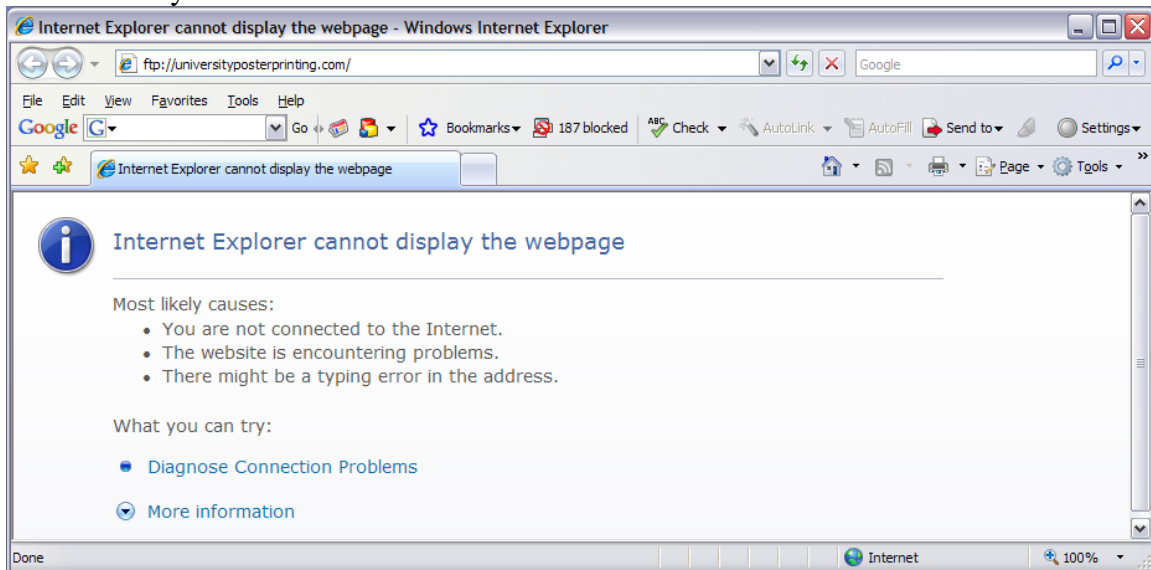 Internet Explorer cannot display the webpage - Windows Internet Explorer
ftp://universityposterprinting.com/ Google
File Edit View Favorites Tools Help
Google G Go Bookmarks 187 blocked ABC Check AutoLink AutoFill Send to Settings
Internet Explorer cannot display the webpage Page Tools »
i Internet Explorer cannot display the webpage
Most likely causes:
• You are not connected to the Internet.
• The website is encountering problems.
• There might be a typing error in the address.
What you can try:
Diagnose Connection Problems
More information
Done Internet 100%